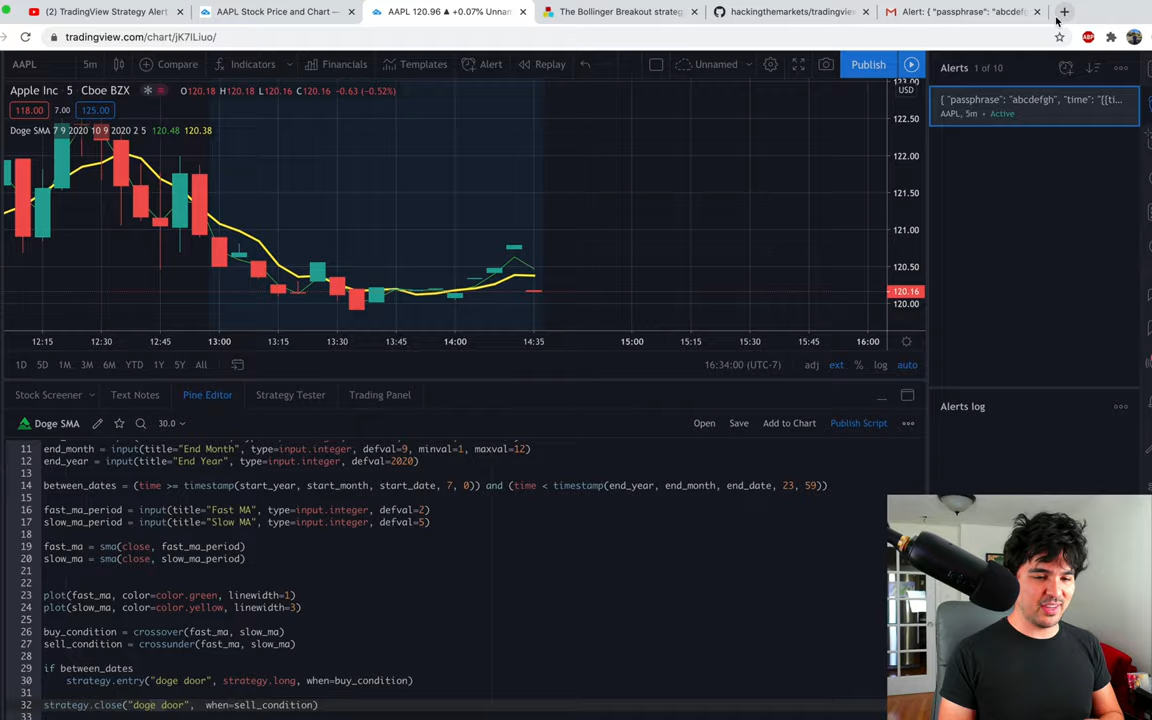 (1) TradingView Strategy Alert
AAPL Stock Price and Chart —
AAPL 120.96 ▲ +0.07% Unnam
The Bollinger Breakout strateg
hackingthemarkets/tradingview
Alert: { "passphrase": "abcdefg
tradingview.com/chart/jK7ILiuo/
ABP
AAPL 5m Compare Indicators Financials Templates Alert Replay Unnamed Publish
Alerts 1 of 10
Apple Inc 5 Cboe BZX O120.18 H120.18 L120.16 C120.16 -0.63 (-0.52%)
118.00 7.00 125.00
Doge SMA 7 9 2020 10 9 2020 2 5 120.48 120.38
{ "passphrase": "abcdefgh", "time": "{{ti...
AAPL, 5m • Active
123.00
USD
122.50
122.00
121.50
121.00
120.50
120.16
120.00
12:15 12:30 12:45 13:00 13:15 13:30 13:45 14:00 14:35 15:00 15:15 15:30 15:45 16:00
1D 5D 1M 3M 6M YTD 1Y 5Y All 16:34:00 (UTC-7) adj ext % log auto
Stock Screener Text Notes Pine Editor Strategy Tester Trading Panel
Alerts log
Doge SMA 30.0 Open Save Add to Chart Publish Script
11 end_month = input(title="End Month", type=input.integer, defval=9, minval=1, maxval=12)
12 end_year = input(title="End Year", type=input.integer, defval=2020)
13
14 between_dates = (time >= timestamp(start_year, start_month, start_date, 7, 0)) and (time < timestamp(end_year, end_month, end_date, 23, 59))
15
16 fast_ma_period = input(title="Fast MA", type=input.integer, defval=2)
17 slow_ma_period = input(title="Slow MA", type=input.integer, defval=5)
18
19 fast_ma = sma(close, fast_ma_period)
20 slow_ma = sma(close, slow_ma_period)
21
22
23 plot(fast_ma, color=color.green, linewidth=1)
24 plot(slow_ma, color=color.yellow, linewidth=3)
25
26 buy_condition = crossover(fast_ma, slow_ma)
27 sell_condition = crossunder(fast_ma, slow_ma)
28
29 if between_dates
30 strategy.entry("doge door", strategy.long, when=buy_condition)
31
32 strategy.close("doge door", when=sell_condition)
33